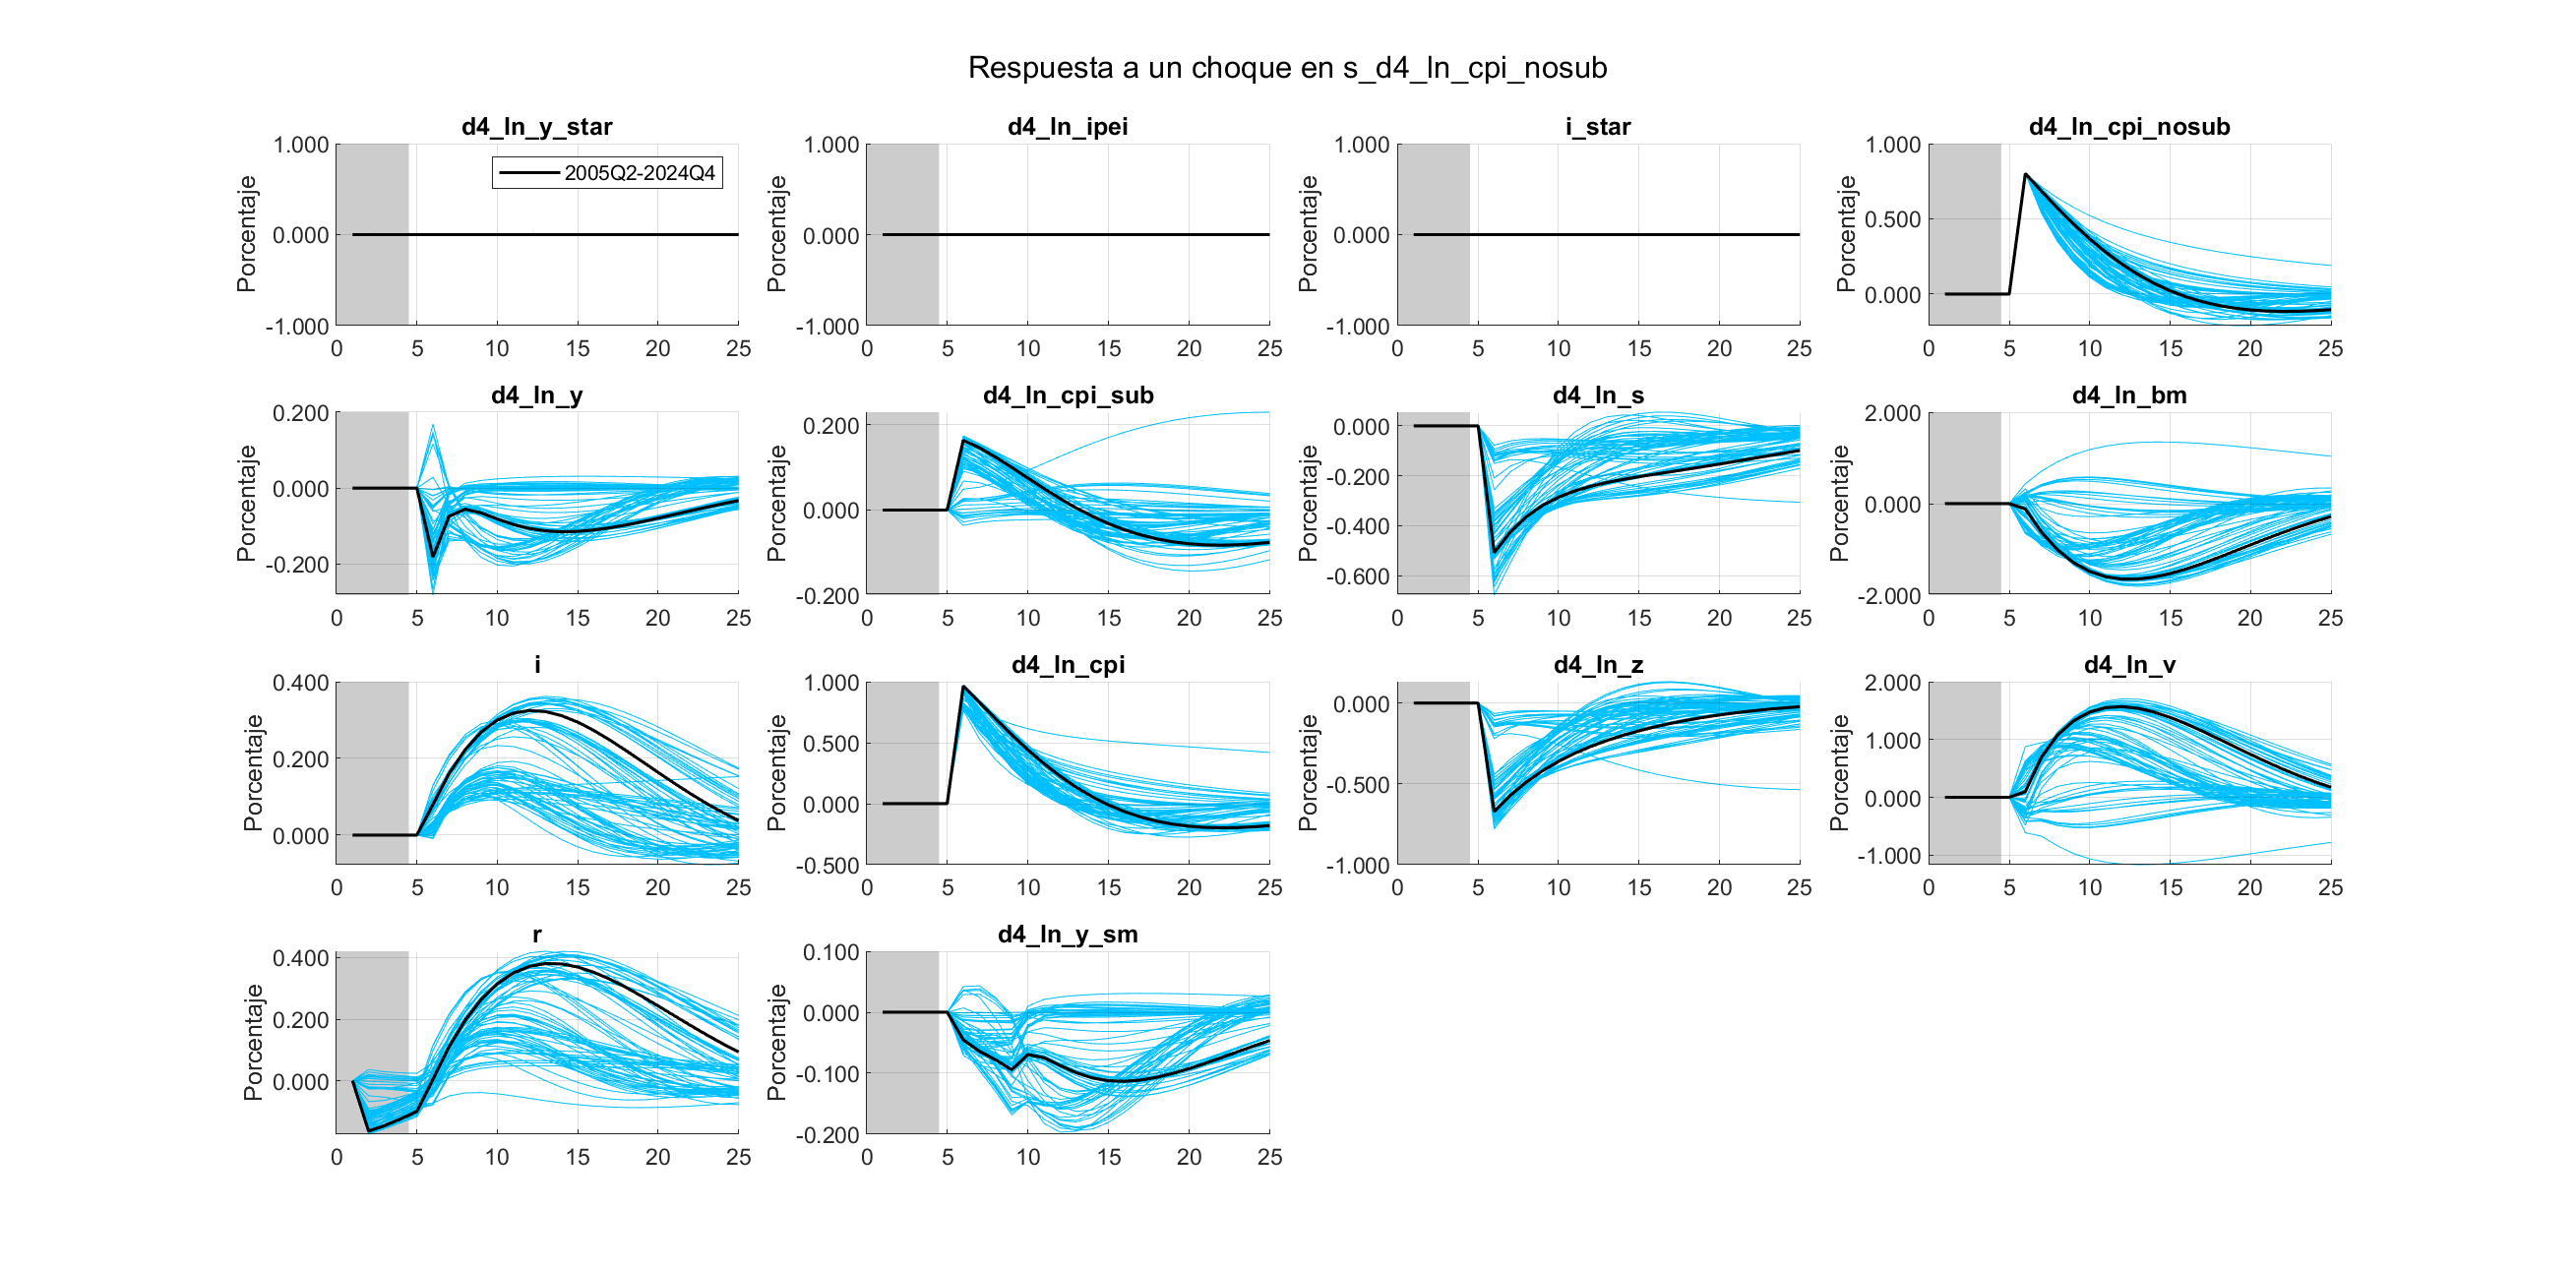 Respuesta a un choque en s_d4_ln_cpi_nosub
d4_ln_y_star
Porcentaje
1.000
0.000
-1.000
0 5 10 15 20 25
2005Q2-2024Q4
d4_ln_ipei
Porcentaje
1.000
0.000
-1.000
0 5 10 15 20 25
i_star
Porcentaje
1.000
0.000
-1.000
0 5 10 15 20 25
d4_ln_cpi_nosub
Porcentaje
1.000
0.500
0.000
0 5 10 15 20 25
d4_ln_y
Porcentaje
0.200
0.000
-0.200
0 5 10 15 20 25
d4_ln_cpi_sub
Porcentaje
0.200
0.000
-0.200
0 5 10 15 20 25
d4_ln_s
Porcentaje
0.000
-0.200
-0.400
-0.600
0 5 10 15 20 25
d4_ln_bm
Porcentaje
2.000
0.000
-2.000
0 5 10 15 20 25
i
Porcentaje
0.400
0.200
0.000
0 5 10 15 20 25
d4_ln_cpi
Porcentaje
1.000
0.500
0.000
-0.500
0 5 10 15 20 25
d4_ln_z
Porcentaje
0.000
-0.500
-1.000
0 5 10 15 20 25
d4_ln_v
Porcentaje
2.000
1.000
0.000
-1.000
0 5 10 15 20 25
r
Porcentaje
0.400
0.200
0.000
0 5 10 15 20 25
d4_ln_y_sm
Porcentaje
0.100
0.000
-0.100
-0.200
0 5 10 15 20 25